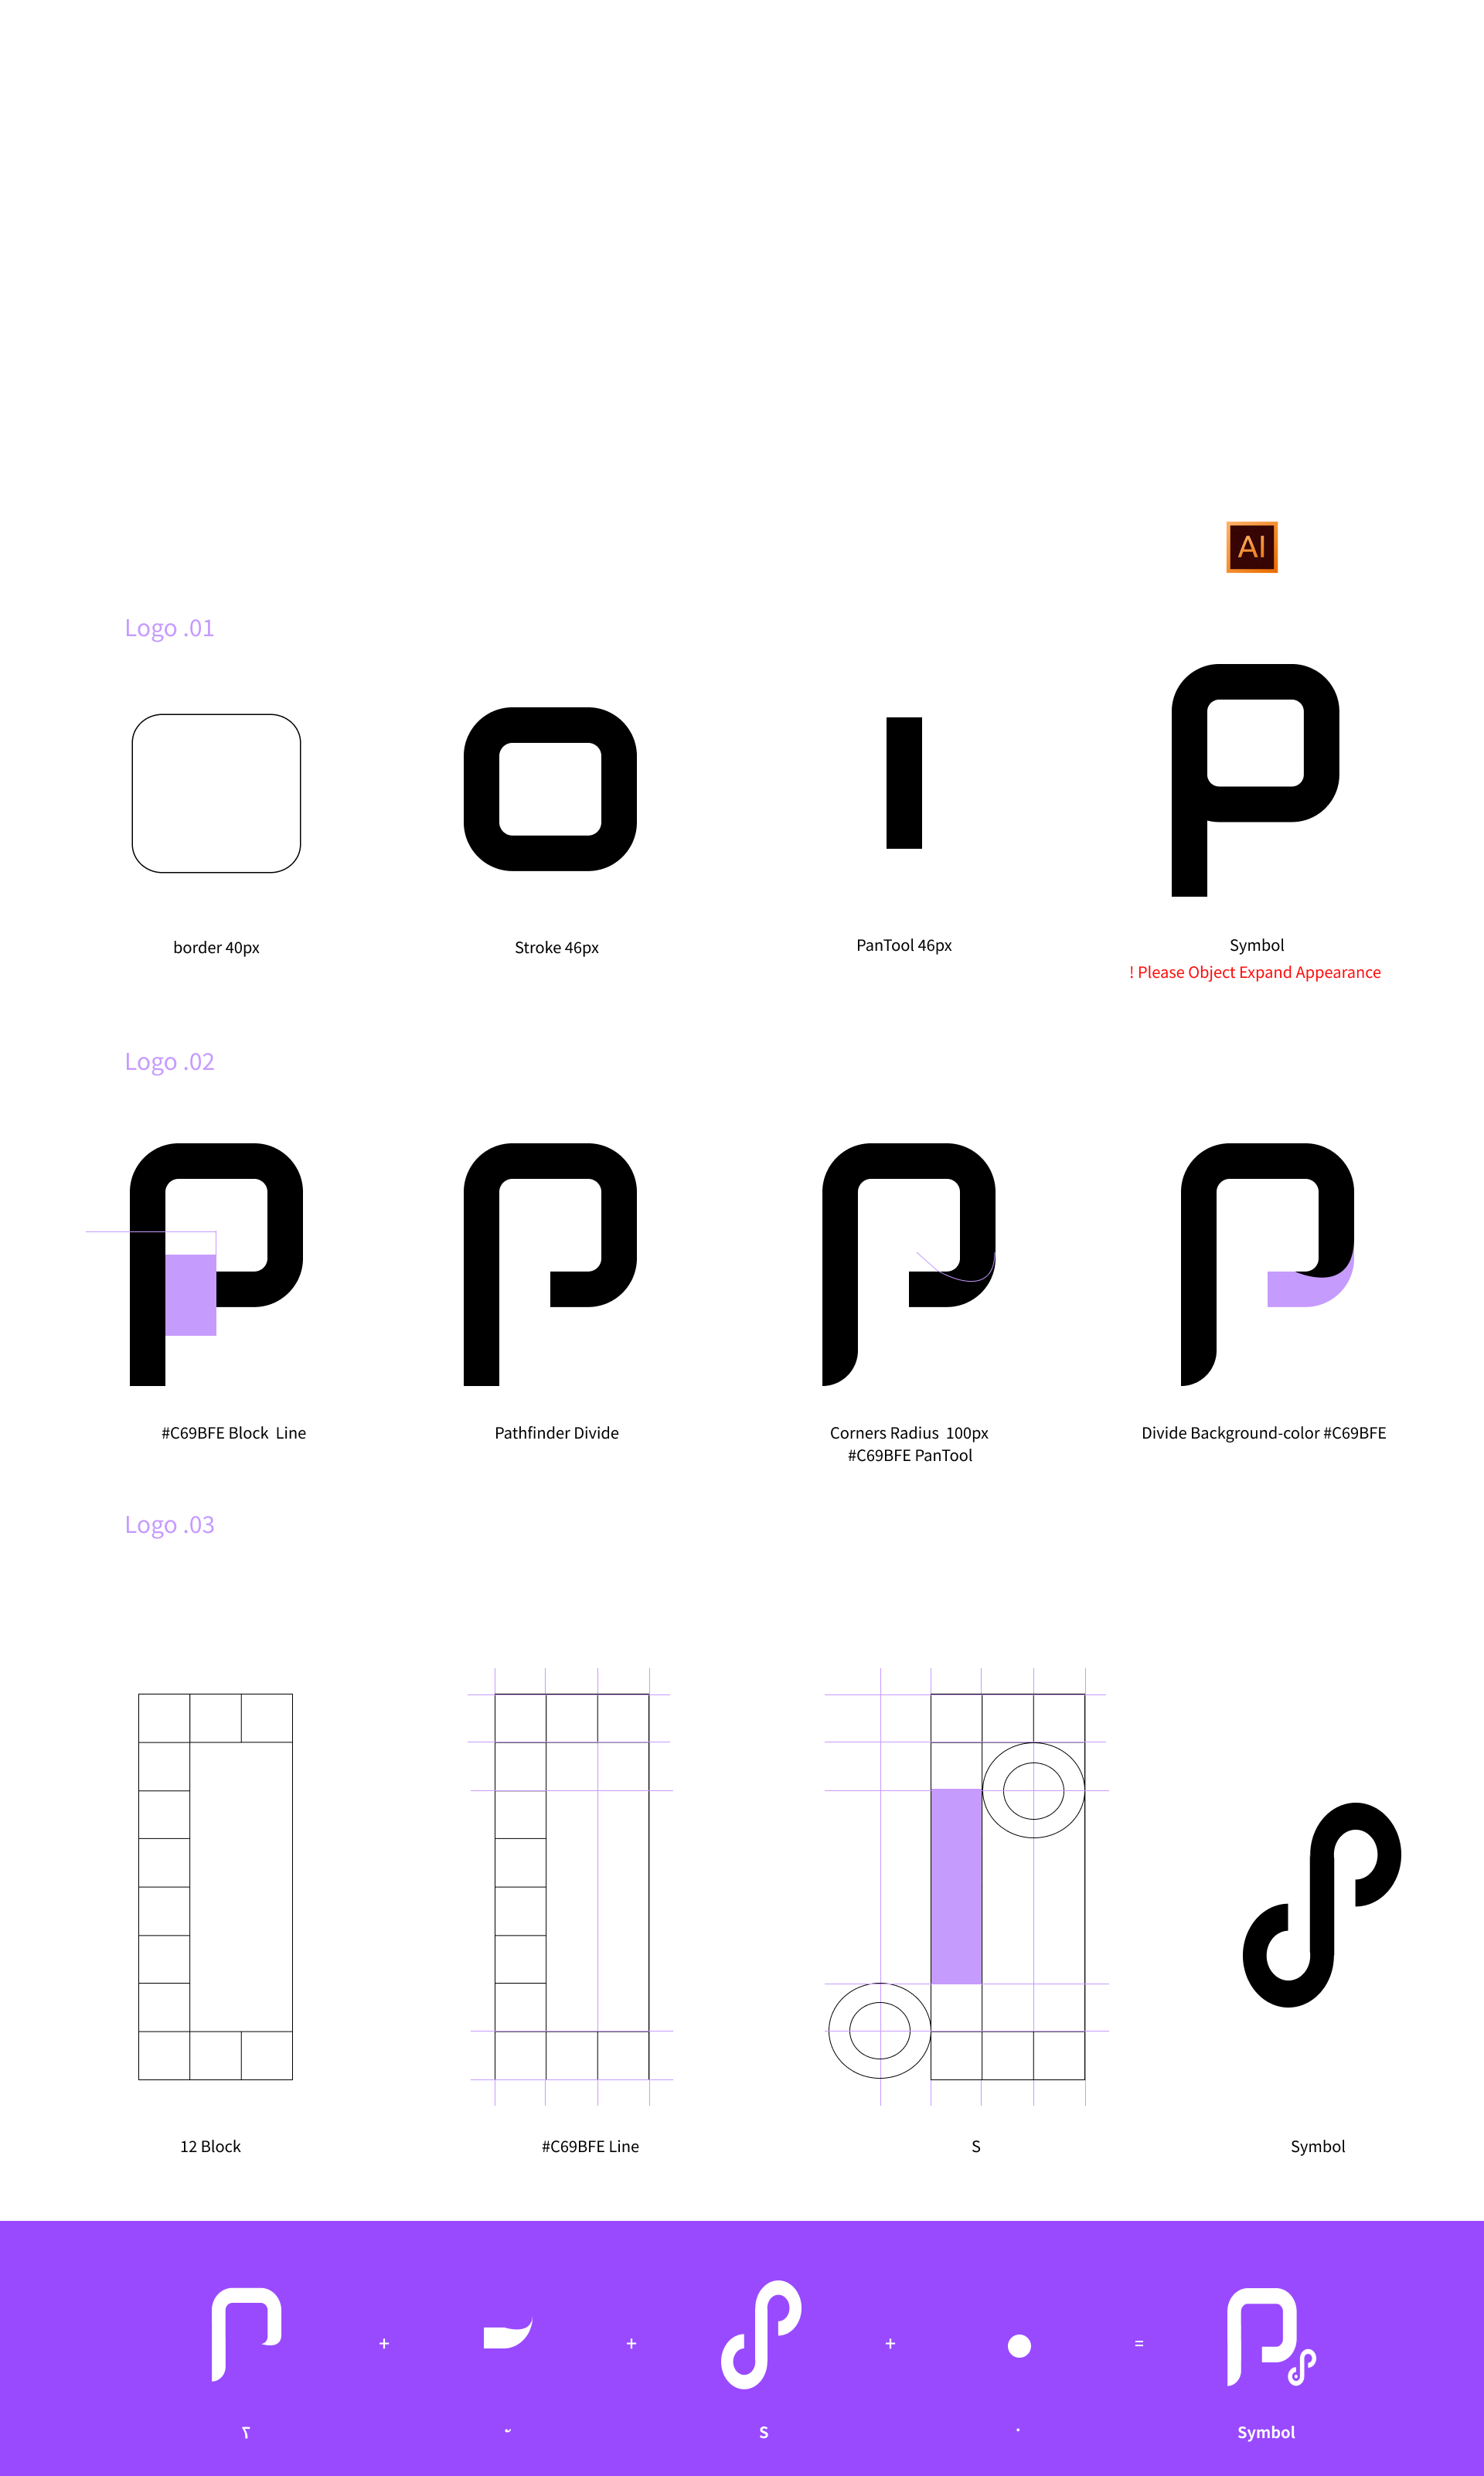 Ai
Logo .01
border 40px
Stroke 46px
PanTool 46px
Symbol
! Please Object Expand Appearance
Logo .02
#C69BFE Block Line
Pathfinder Divide
Corners Radius 100px
#C69BFE PanTool
Divide Background-color #C69BFE
Logo .03
12 Block
#C69BFE Line
S
Symbol
+ + + =
S
Symbol